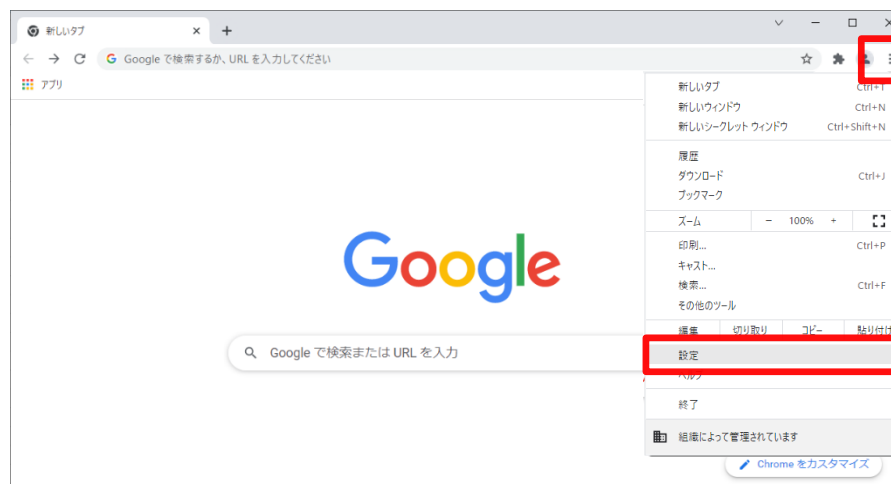 新しいタブ
Google で検索するか、URL を入力してください
アプリ
新しいタブ Ctrl+T
新しいウィンドウ Ctrl+N
新しいシークレット ウィンドウ Ctrl+Shift+N
履歴
ダウンロード Ctrl+J
ブックマーク
ズーム − 100% +
印刷... Ctrl+P
キャスト...
検索... Ctrl+F
その他のツール
編集 切り取り コピー 貼り付け
設定
ヘルプ
終了
組織によって管理されています
Google
Google で検索または URL を入力
Chrome をカスタマイズ